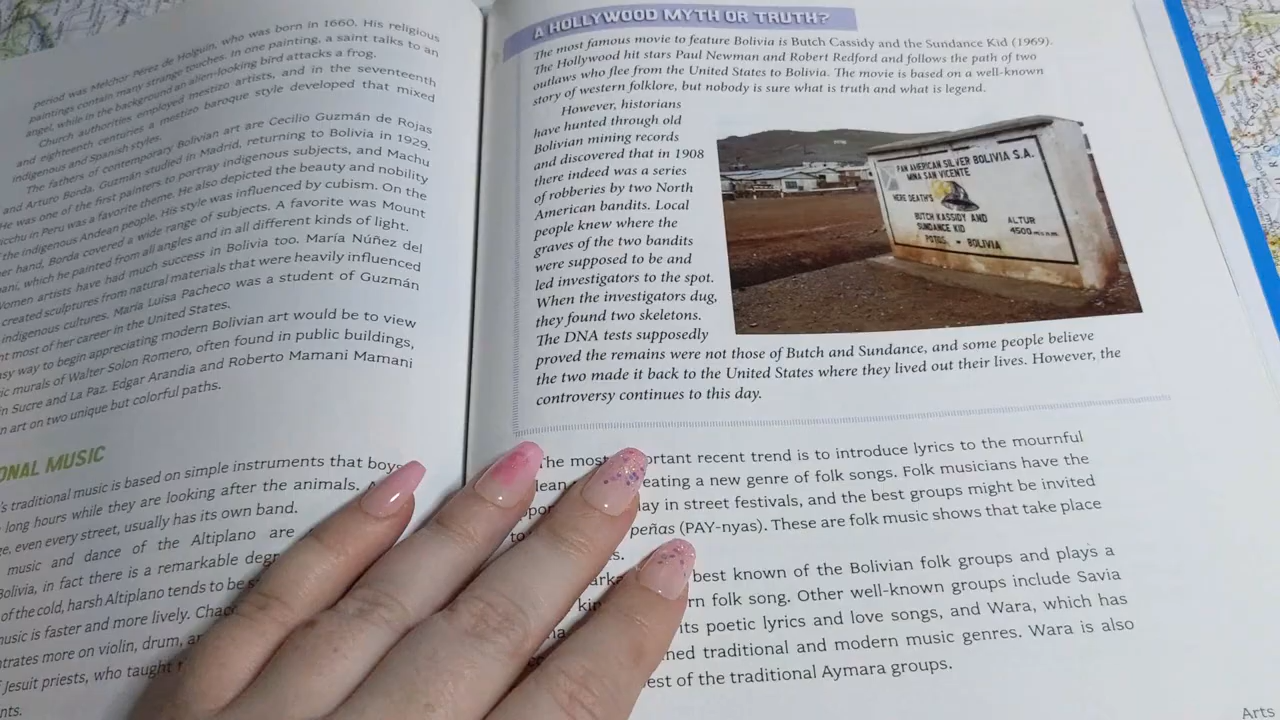 period was Melchor Pérez de Holguín, who was born in 1660. His religious
paintings contain many strange touches. In one painting, a saint talks to an
angel, while in the background an alien-looking bird attacks a frog.
Church authorities employed mestizo artists, and in the seventeenth
and eighteenth centuries a mestizo baroque style developed that mixed
indigenous and Spanish styles.
The fathers of contemporary Bolivian art are Cecilio Guzmán de Rojas
and Arturo Borda. Guzmán studied in Madrid, returning to Bolivia in 1929.
He was one of the first painters to portray indigenous subjects, and Machu
Picchu in Peru was a favorite theme. He also depicted the beauty and nobility
of the indigenous Andean people. His style was influenced by cubism. On the
her hand, Borda covered a wide range of subjects. A favorite was Mount
ani, which he painted from all angles and in all different kinds of light.
Women artists have had much success in Bolivia too. María Núñez del
created sculptures from natural materials that were heavily influenced
indigenous cultures. María Luisa Pacheco was a student of Guzmán
nt most of her career in the United States.
sy way to begin appreciating modern Bolivian art would be to view
ic murals of Walter Solon Romero, often found in public buildings,
in Sucre and La Paz. Edgar Arandia and Roberto Mamani Mamani
n art on two unique but colorful paths.
ONAL MUSIC
's traditional music is based on simple instruments that boys
long hours while they are looking after the animals.
ge, even every street, usually has its own band.
music and dance of the Altiplano are
Bolivia, in fact there is a remarkable degr
of the cold, harsh Altiplano tends to be
music is faster and more lively. Chac
ntrates more on violin, drum, an
Jesuit priests, who taught
nts.
A HOLLYWOOD MYTH OR TRUTH?
The most famous movie to feature Bolivia is Butch Cassidy and the Sundance Kid (1969).
The Hollywood hit stars Paul Newman and Robert Redford and follows the path of two
outlaws who flee from the United States to Bolivia. The movie is based on a well-known
story of western folklore, but nobody is sure what is truth and what is legend.
However, historians
have hunted through old
Bolivian mining records
and discovered that in 1908
there indeed was a series
of robberies by two North
American bandits. Local
people knew where the
graves of the two bandits
were supposed to be and
led investigators to the spot.
When the investigators dug,
they found two skeletons.
The DNA tests supposedly
proved the remains were not those of Butch and Sundance, and some people believe
the two made it back to the United States where they lived out their lives. However, the
controversy continues to this day.
PAN AMERICAN SILVER BOLIVIA S.A.
MINA SAN VICENTE
HERE DEATH'S
BUTCH KASSIDY AND
SUNDANCE KID
POTOSI - BOLIVIA
ALTUR
4500 m.s.n.m.
The most ortant recent trend is to introduce lyrics to the mournful
dean eating a new genre of folk songs. Folk musicians have the
oppor lay in street festivals, and the best groups might be invited
to peñas (PAY-nyas). These are folk music shows that take place
s.
arka best known of the Bolivian folk groups and plays a
kin rn folk song. Other well-known groups include Savia
na its poetic lyrics and love songs, and Wara, which has
ned traditional and modern music genres. Wara is also
est of the traditional Aymara groups.
Arts